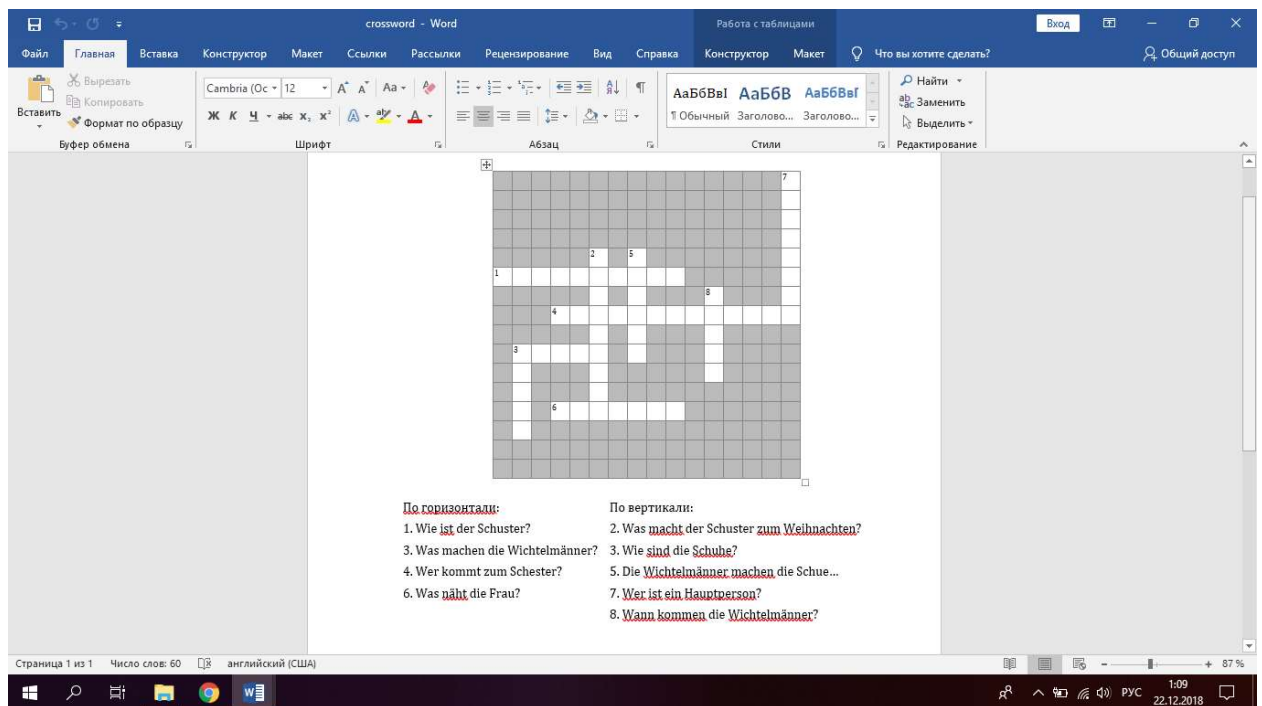 crossword - Word
Работа с таблицами
Вход
Файл Главная Вставка Конструктор Макет Ссылки Рассылки Рецензирование Вид Справка Конструктор Макет Что вы хотите сделать? Общий доступ
Вставить
Вырезать
Копировать
Формат по образцу
Буфер обмена
Cambria (Ос 12
Ж К Ч abc x₂ x²
Шрифт
Абзац
АаБбВвІ АаБбВ АаБбВвГ
¶ Обычный Заголово... Заголово...
Стили
Найти
Заменить
Выделить
Редактирование
7
2 5
1
8
4
3
6
По горизонтали:
1. Wie ist der Schuster?
3. Was machen die Wichtelmänner?
4. Wer kommt zum Schester?
6. Was näht die Frau?
По вертикали:
2. Was macht der Schuster zum Weihnachten?
3. Wie sind die Schuhe?
5. Die Wichtelmänner machen die Schue...
7. Wer ist ein Hauptperson?
8. Wann kommen die Wichtelmänner?
Страница 1 из 1 Число слов: 60 английский (США) 87 %
РУС
1:09
22.12.2018